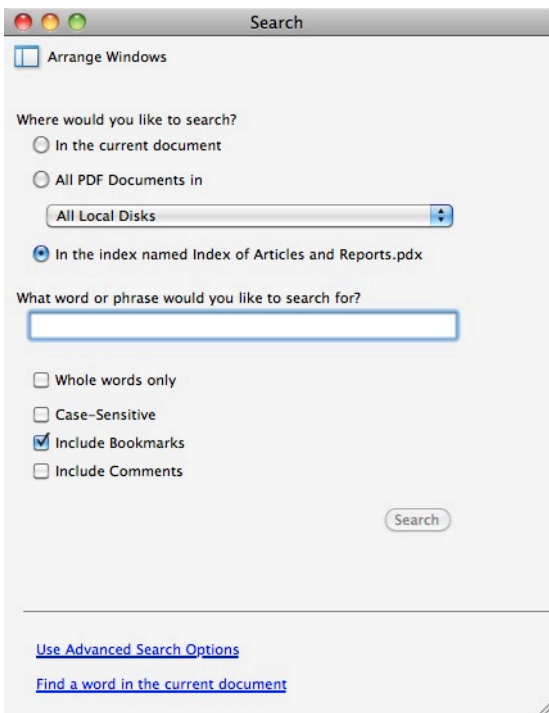 Search
Arrange Windows
Where would you like to search?
In the current document
All PDF Documents in
All Local Disks
In the index named Index of Articles and Reports.pdx
What word or phrase would you like to search for?
Whole words only
Case-Sensitive
Include Bookmarks
Include Comments
Search
Use Advanced Search Options
Find a word in the current document